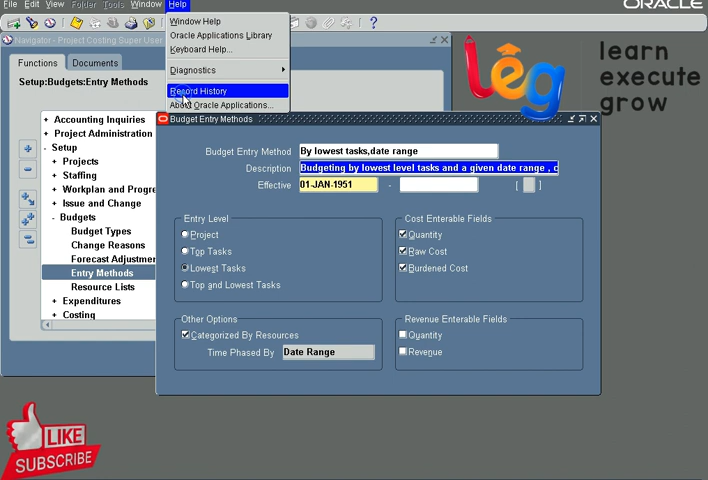 File Edit View Folder Tools Window Help
ORACLE
Window Help
Oracle Applications Library
Keyboard Help...
Diagnostics
Record History
About Oracle Applications...
Navigator - Project Costing Super User
Functions Documents
Setup:Budgets:Entry Methods
+ Accounting Inquiries
+ Project Administration
- Setup
+ Projects
+ Staffing
+ Workplan and Progre
+ Issue and Change
- Budgets
Budget Types
Change Reasons
Forecast Adjustmer
Entry Methods
Resource Lists
+ Expenditures
+ Costing
leg
learn
execute
grow
Budget Entry Methods
Budget Entry Method By lowest tasks,date range
Description Budgeting by lowest level tasks and a given date range , c
Effective 01-JAN-1951 - [ ]
Entry Level
Project
Top Tasks
Lowest Tasks
Top and Lowest Tasks
Cost Enterable Fields
Quantity
Raw Cost
Burdened Cost
Other Options
Categorized By Resources
Time Phased By Date Range
Revenue Enterable Fields
Quantity
Revenue
LIKE
SUBSCRIBE